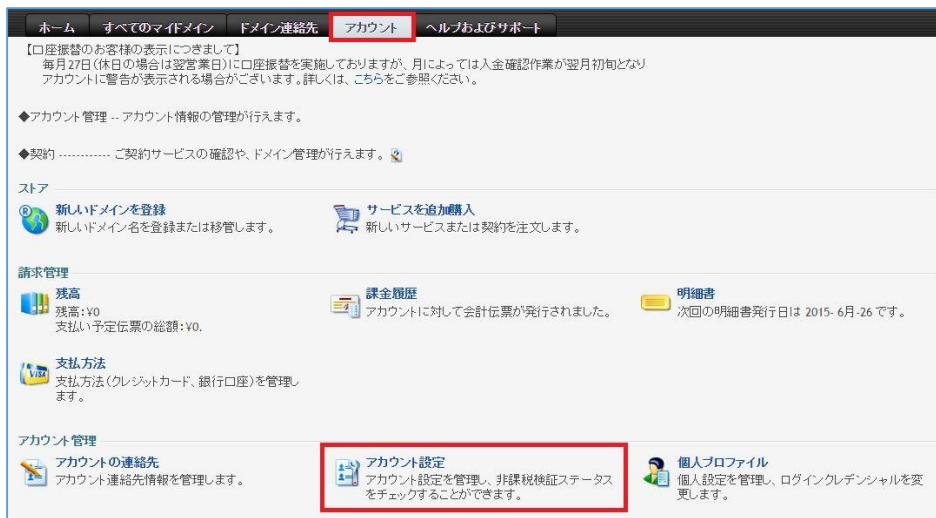 ホーム すべてのマイドメイン ドメイン連絡先 アカウント ヘルプおよびサポート
【口座振替のお客様の表示につきまして】
毎月27日(休日の場合は翌営業日)に口座振替を実施しておりますが、月によっては入金確認作業が翌月初旬となり
アカウントに警告が表示される場合がございます。詳しくは、こちらをご参照ください。
◆アカウント管理 -- アカウント情報の管理が行えます。
◆契約 ------------ ご契約サービスの確認や、ドメイン管理が行えます。
ストア
新しいドメインを登録
新しいドメイン名を登録または移管します。
サービスを追加購入
新しいサービスまたは契約を注文します。
請求管理
残高
残高:¥0
支払い予定伝票の総額:¥0.
課金履歴
アカウントに対して会計伝票が発行されました。
明細書
次回の明細書発行日は 2015- 6月-26 です。
VISA
支払方法
支払方法(クレジットカード、銀行口座)を管理し
ます。
アカウント管理
アカウントの連絡先
アカウント連絡先情報を管理します。
アカウント設定
アカウント設定を管理し、非課税検証ステータス
をチェックすることができます。
個人プロファイル
個人設定を管理し、ログインクレデンシャルを変
更します。